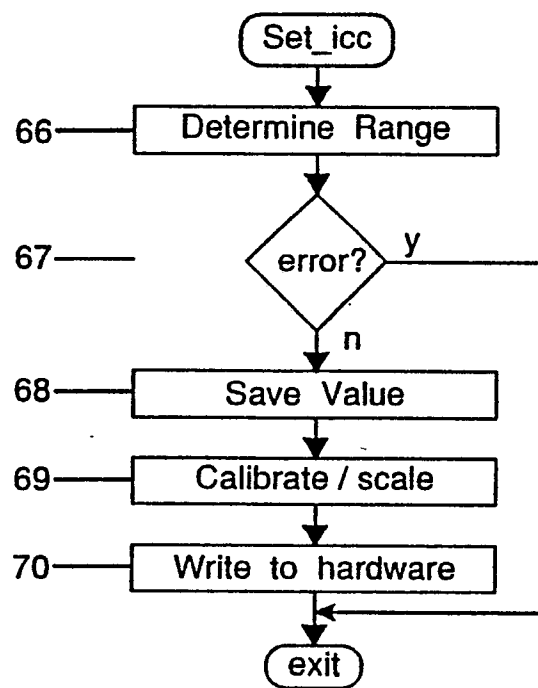 Set_icc
66 Determine Range
67 error? y
n
68 Save Value
69 Calibrate / scale
70 Write to hardware
exit